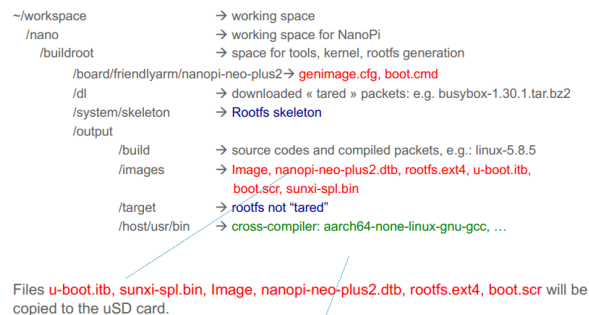 ~/workspace → working space
/nano → working space for NanoPi
/buildroot → space for tools, kernel, rootfs generation
/board/friendlyarm/nanopi-neo-plus2→ genimage.cfg, boot.cmd
/dl → downloaded « tared » packets: e.g. busybox-1.30.1.tar.bz2
/system/skeleton → Rootfs skeleton
/output
/build → source codes and compiled packets, e.g.: linux-5.8.5
/images → Image, nanopi-neo-plus2.dtb, rootfs.ext4, u-boot.itb,
boot.scr, sunxi-spl.bin
/target → rootfs not “tared”
/host/usr/bin → cross-compiler: aarch64-none-linux-gnu-gcc, …
Files u-boot.itb, sunxi-spl.bin, Image, nanopi-neo-plus2.dtb, rootfs.ext4, boot.scr will be
copied to the uSD card.